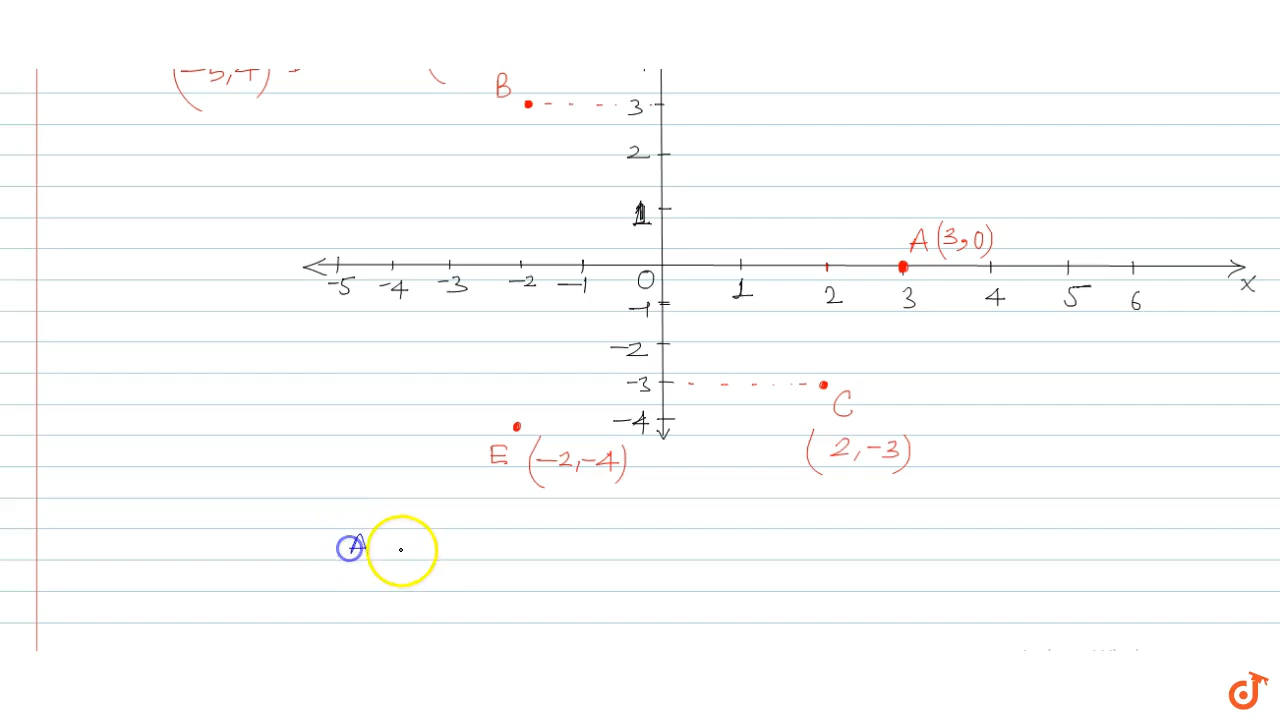 B
3
2
1
A(3,0)
-5 -4 -3 -2 -1 0 1 2 3 4 5 6 x
-1
-2
-3
C
-4
E (-2,-4) (2,-3)
A